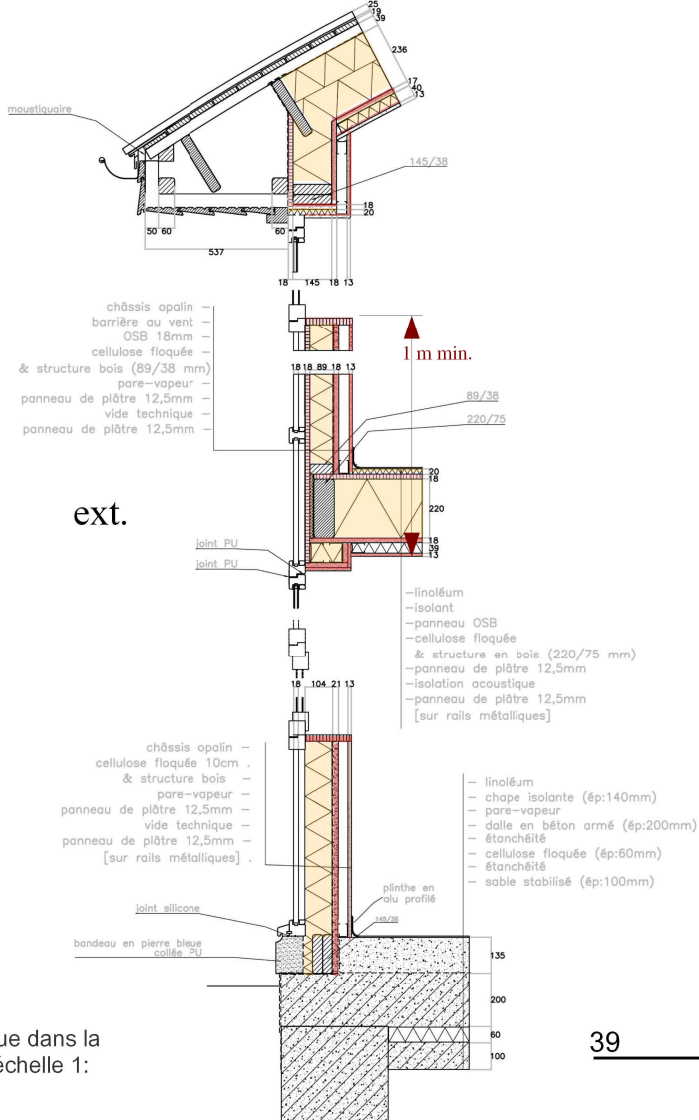 25
19
39
236
17
40
13
moustiquaire
145/38
18
20
50 60
60
537
18 145 18 13
châssis opalin –
barrière au vent –
OSB 18mm –
cellulose floquée –
& structure bois (89/38 mm)
pare-vapeur –
panneau de plâtre 12,5mm –
vide technique –
panneau de plâtre 12,5mm –
1 m min.
18 18 89 18 13
89/38
220/75
20
18
220
18
39
13
ext.
joint PU
joint PU
–linoléum
–isolant
–panneau OSB
–cellulose floquée
& structure en bois (220/75 mm)
–panneau de plâtre 12,5mm
–isolation acoustique
–panneau de plâtre 12,5mm
[sur rails métalliques]
18 104 21 13
châssis opalin –
cellulose floquée 10cm .
& structure bois –
pare-vapeur –
panneau de plâtre 12,5mm –
vide technique –
panneau de plâtre 12,5mm –
[sur rails métalliques] .
– linoléum
– chape isolante (ép:140mm)
– pare-vapeur
– dalle en béton armé (ép:200mm)
– étanchéité
– cellulose floquée (ép:60mm)
– étanchéité
– sable stabilisé (ép:100mm)
plinthe en
alu profilé
145/38
joint silicone
bandeau en pierre bleue
collée PU
135
200
60
100
ue dans la
échelle 1:
39